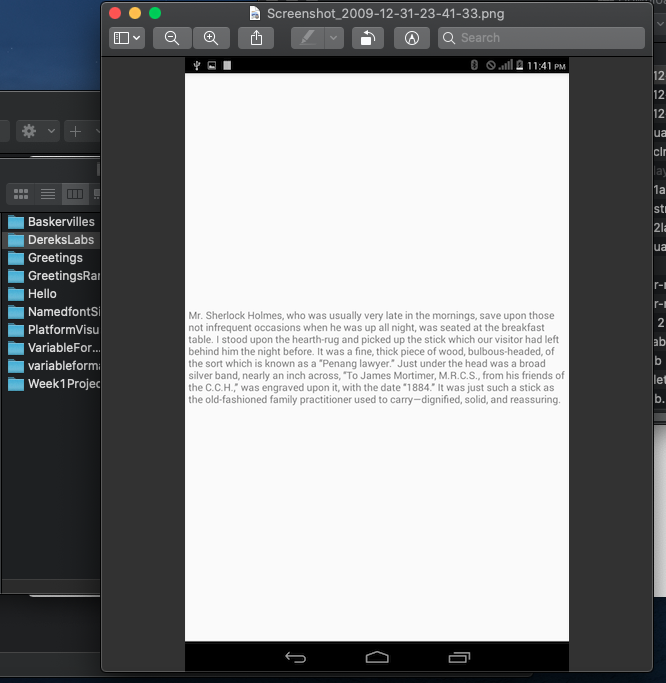 Screenshot_2009-12-31-23-41-33.png
Search
11:41 PM
12
12
12
Baskervilles
DereksLabs
Greetings
GreetingsRa
Hello
NamedfontSi
PlatformVisu
VariableFor...
variableforma
Week1Projec
Mr. Sherlock Holmes, who was usually very late in the mornings, save upon those
not infrequent occasions when he was up all night, was seated at the breakfast
table. I stood upon the hearth-rug and picked up the stick which our visitor had left
behind him the night before. It was a fine, thick piece of wood, bulbous-headed, of
the sort which is known as a “Penang lawyer.” Just under the head was a broad
silver band, nearly an inch across, “To James Mortimer, M.R.C.S., from his friends of
the C.C.H.,” was engraved upon it, with the date “1884.” It was just such a stick as
the old-fashioned family practitioner used to carry—dignified, solid, and reassuring.